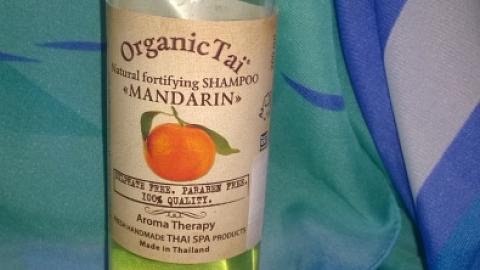 OrganicTai
Natural fortifying SHAMPOO
«MANDARIN»
SULPHATE FREE. PARABEN FREE.
100% QUALITY.
Aroma Therapy
FRESH HANDMADE THAI SPA PRODUCTS
Made in Thailand